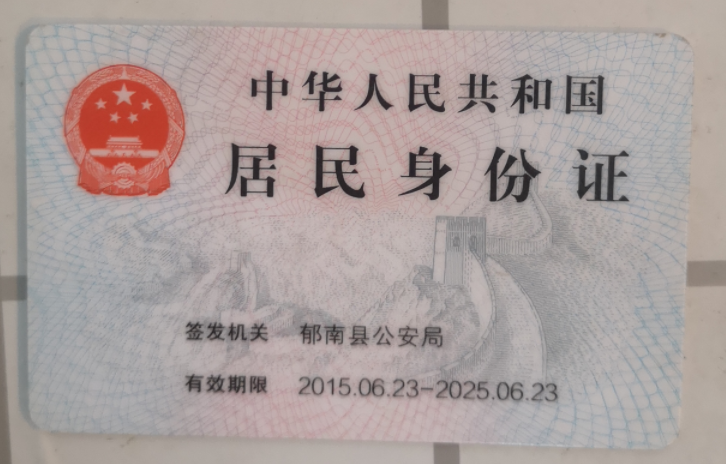 中华人民共和国
居民身份证
签发机关 郁南县公安局
有效期限 2015.06.23-2025.06.23